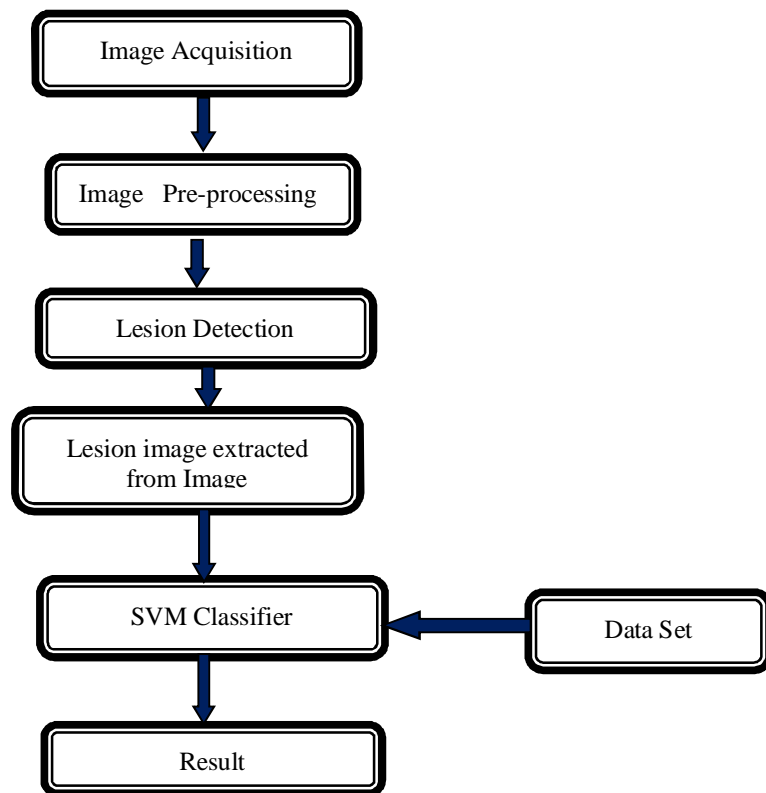 Image Acquisition
Image Pre-processing
Lesion Detection
Lesion image extracted
from Image
SVM Classifier
Data Set
Result